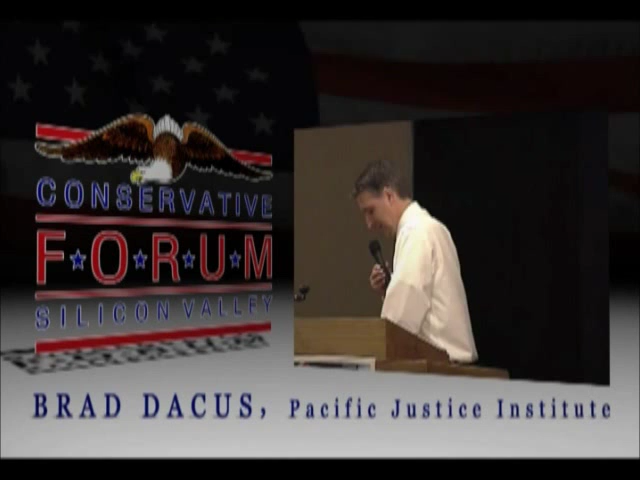 CONSERVATIVE
F★O★R★U★M
SILICON VALLEY
BRAD DACUS, Pacific Justice Institute